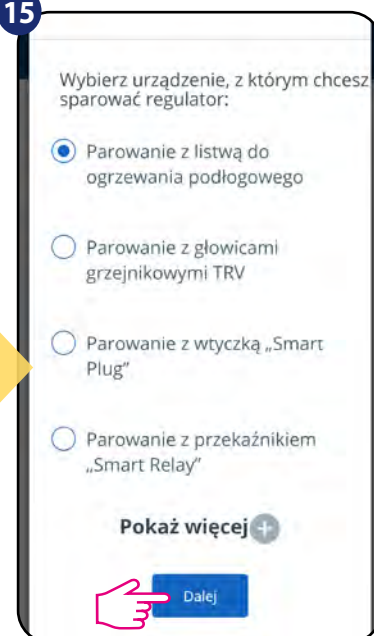 15
Wybierz urządzenie, z którym chcesz
sparować regulator:
Parowanie z listwą do
ogrzewania podłogowego
Parowanie z głowicami
grzejnikowymi TRV
Parowanie z wtyczką „Smart
Plug”
Parowanie z przekaźnikiem
„Smart Relay”
Pokaż więcej +
Dalej